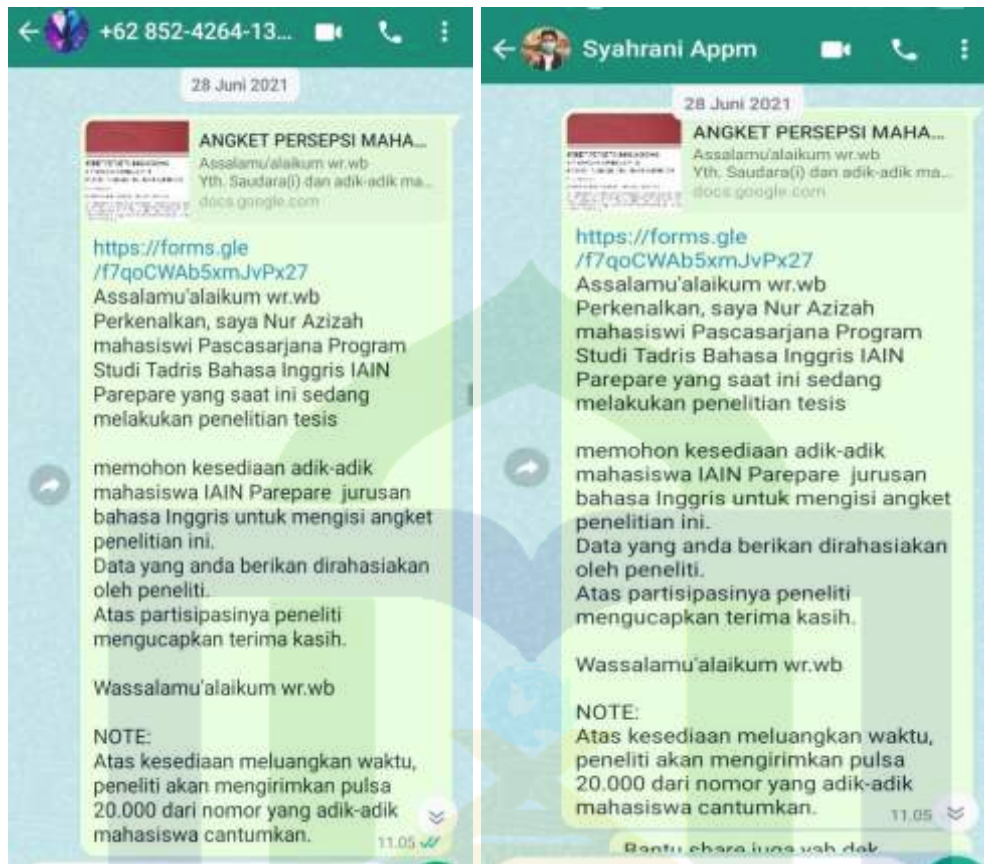 +62 852-4264-13...
28 Juni 2021
ANGKET PERSEPSI MAHA...
Assalamu'alaikum wr.wb
Yth. Saudara(i) dan adik-adik ma...
docs.google.com
https://forms.gle
/f7qoCWAb5xmJvPx27
Assalamu'alaikum wr.wb
Perkenalkan, saya Nur Azizah
mahasiswi Pascasarjana Program
Studi Tadris Bahasa Inggris IAIN
Parepare yang saat ini sedang
melakukan penelitian tesis
memohon kesediaan adik-adik
mahasiswa IAIN Parepare jurusan
bahasa Inggris untuk mengisi angket
penelitian ini.
Data yang anda berikan dirahasiakan
oleh peneliti.
Atas partisipasinya peneliti
mengucapkan terima kasih.
Wassalamu'alaikum wr.wb
NOTE:
Atas kesediaan meluangkan waktu,
peneliti akan mengirimkan pulsa
20.000 dari nomor yang adik-adik
mahasiswa cantumkan.
11.05
Syahrani Appm
28 Juni 2021
ANGKET PERSEPSI MAHA...
Assalamu'alaikum wr.wb
Yth. Saudara(i) dan adik-adik ma...
docs.google.com
https://forms.gle
/f7qoCWAb5xmJvPx27
Assalamu'alaikum wr.wb
Perkenalkan, saya Nur Azizah
mahasiswi Pascasarjana Program
Studi Tadris Bahasa Inggris IAIN
Parepare yang saat ini sedang
melakukan penelitian tesis
memohon kesediaan adik-adik
mahasiswa IAIN Parepare jurusan
bahasa Inggris untuk mengisi angket
penelitian ini.
Data yang anda berikan dirahasiakan
oleh peneliti.
Atas partisipasinya peneliti
mengucapkan terima kasih.
Wassalamu'alaikum wr.wb
NOTE:
Atas kesediaan meluangkan waktu,
peneliti akan mengirimkan pulsa
20.000 dari nomor yang adik-adik
mahasiswa cantumkan.
11.05
Bantu share juga yah dek